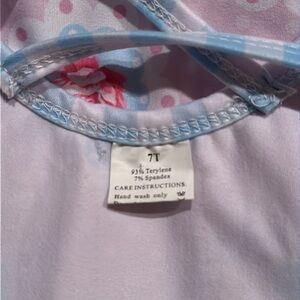 7T
93% Terylene
7% Spandex
CARE INSTRUCTIONS:
Hand wash only